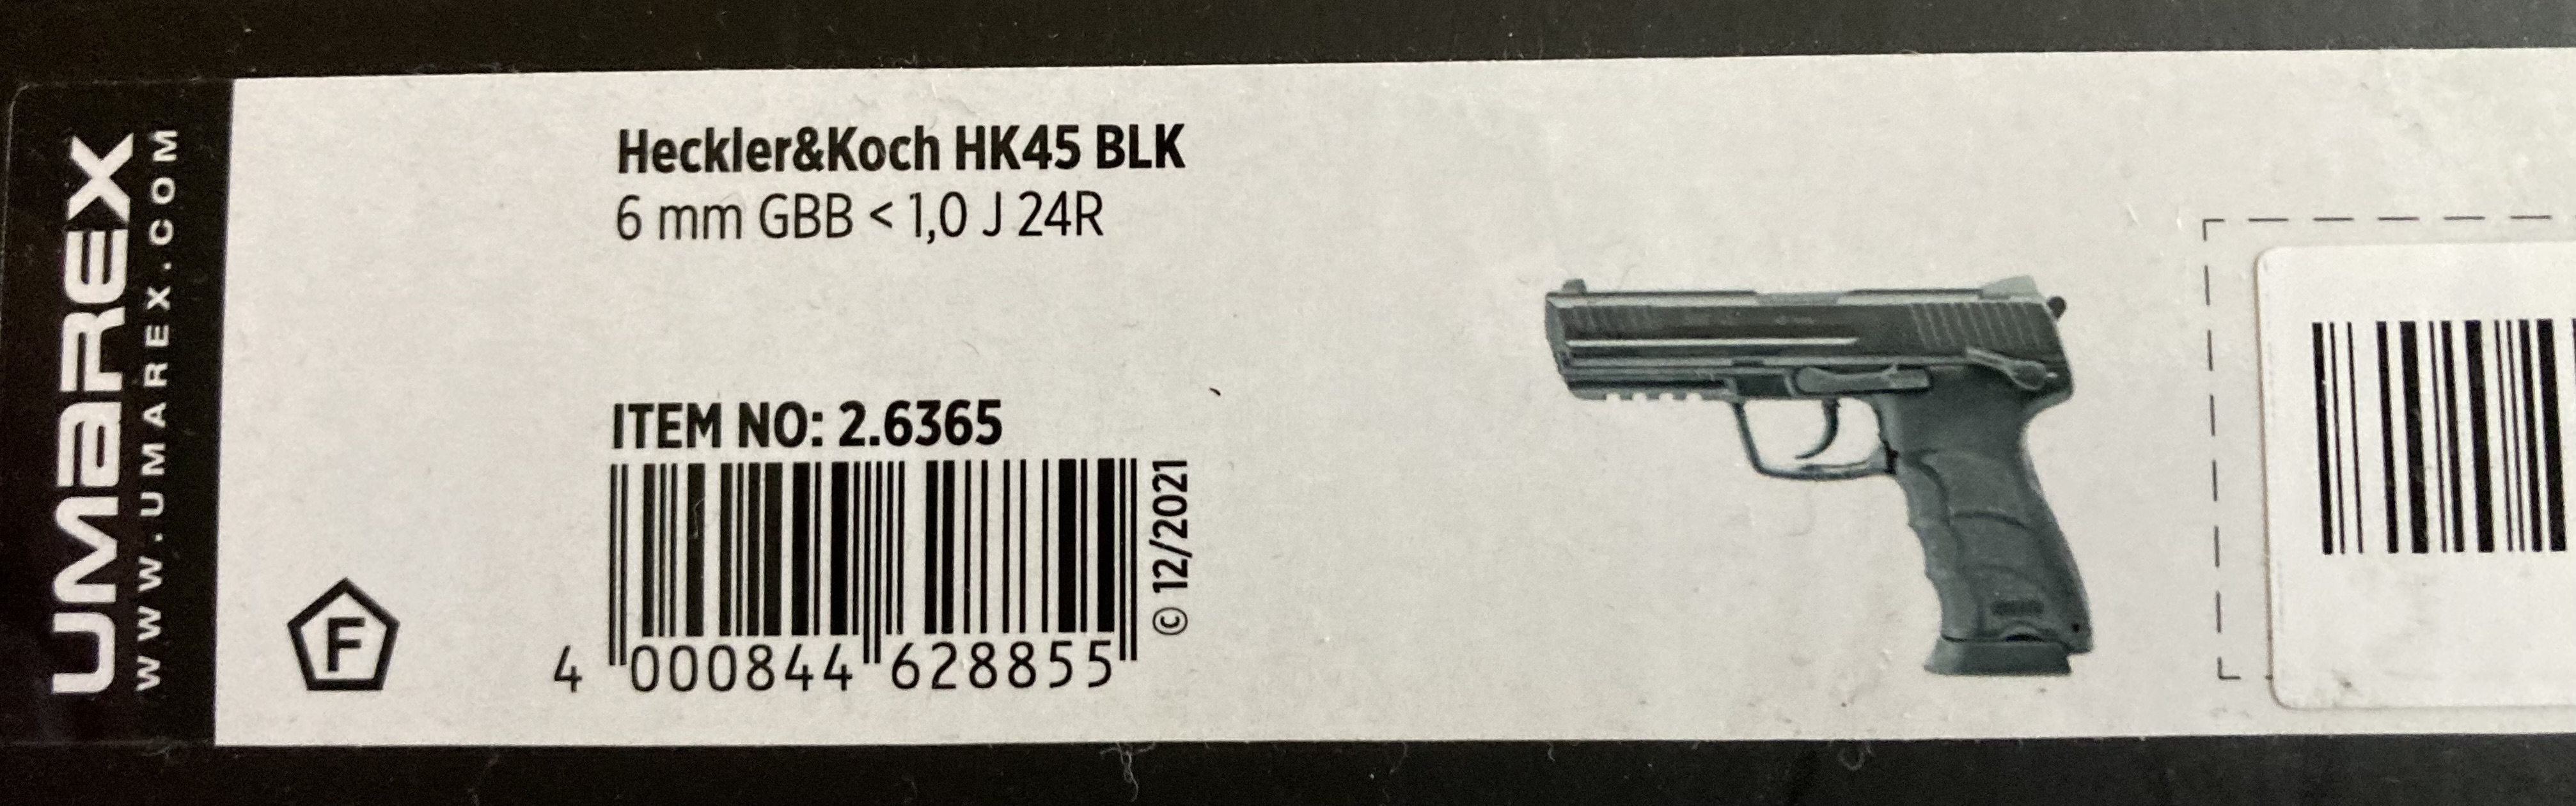 UMAREX
WWW.UMAREX.COM
Heckler&Koch HK45 BLK
6 mm GBB < 1,0 J 24R
ITEM NO: 2.6365
4 000844 628855
© 12/2021
F